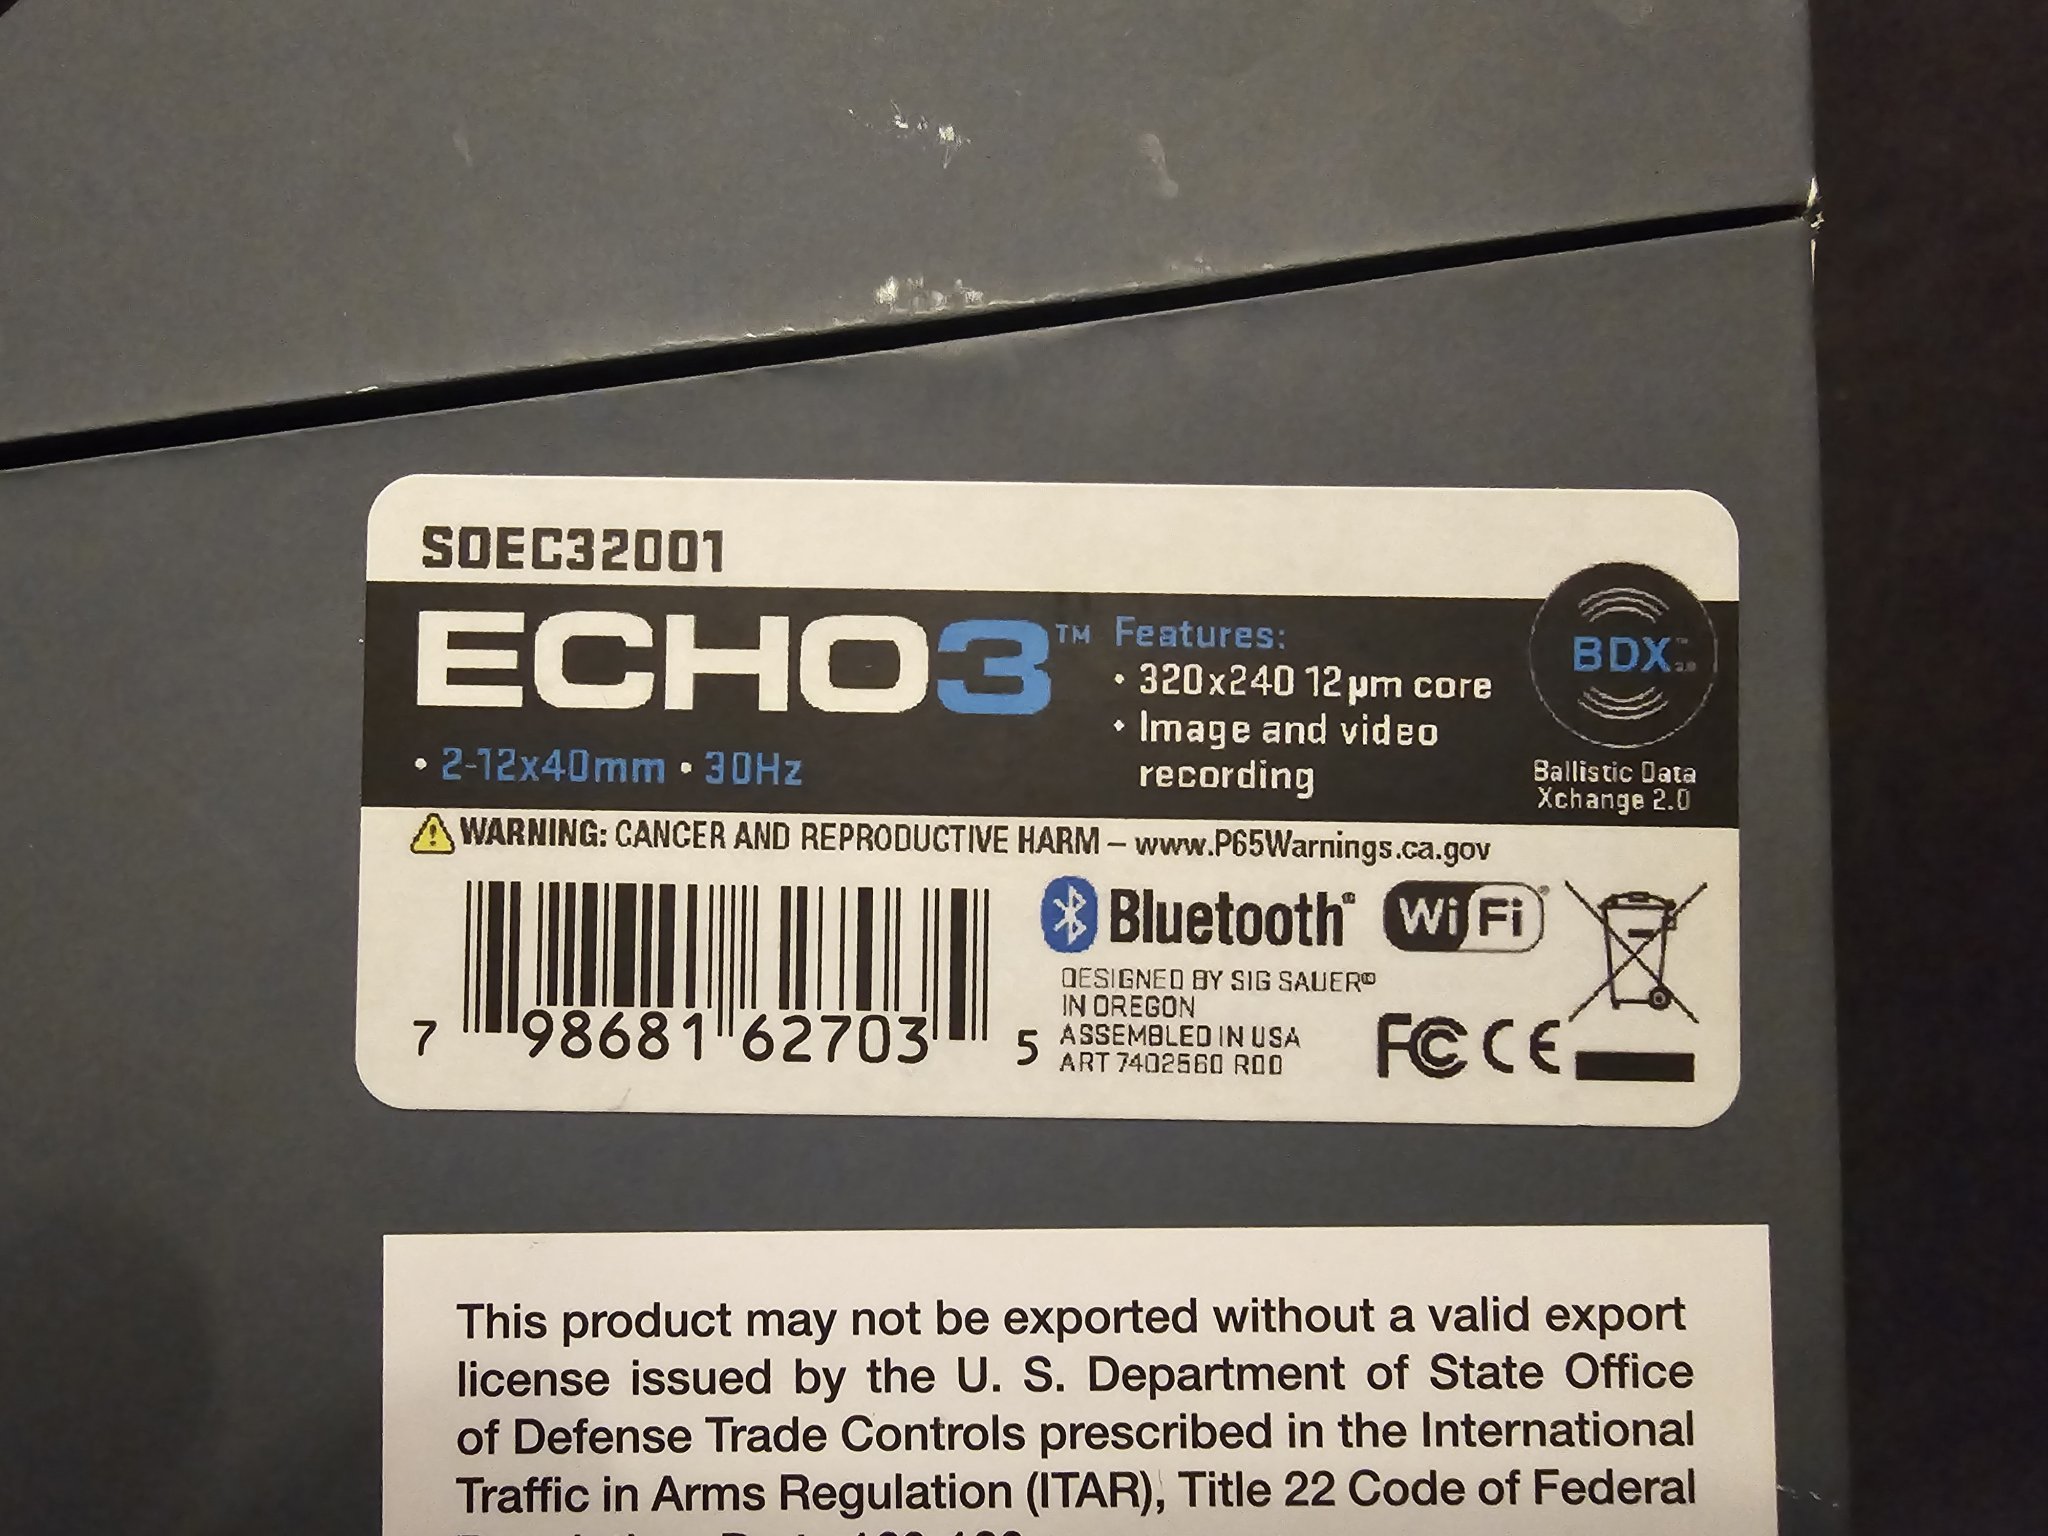 SOEC32001
ECHO3™
• 2-12x40mm • 30Hz
Features:
• 320x240 12µm core
• Image and video
recording
BDX™ 2.0
Ballistic Data
Xchange 2.0
WARNING: CANCER AND REPRODUCTIVE HARM – www.P65Warnings.ca.gov
7 98681 62703 5
Bluetooth®
WiFi®
DESIGNED BY SIG SAUER®
IN OREGON
ASSEMBLED IN USA
ART 7402560 R00
FC CE
This product may not be exported without a valid export
license issued by the U. S. Department of State Office
of Defense Trade Controls prescribed in the International
Traffic in Arms Regulation (ITAR), Title 22 Code of Federal